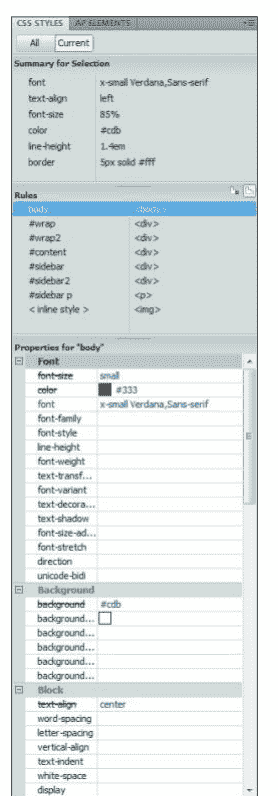 CSS STYLES AP ELEMENTS
All Current
Summary for Selection
font x-small Verdana,Sans-serif
text-align left
font-size 85%
color #cdb
line-height 1.4em
border 5px solid #fff
Rules
body <body>
#wrap <div>
#wrap2 <div>
#content <div>
#sidebar <div>
#sidebar2 <div>
#sidebar p <p>
< inline style > <img>
Properties for "body"
Font
font-size small
color #333
font x-small Verdana,Sans-serif
font-family
font-style
line-height
font-weight
text-transf...
font-variant
text-decora...
text-shadow
font-size-ad...
font-stretch
direction
unicode-bidi
Background
background #cdb
background...
background...
background...
background...
background...
Block
text-align center
word-spacing
letter-spacing
vertical-align
text-indent
white-space
display